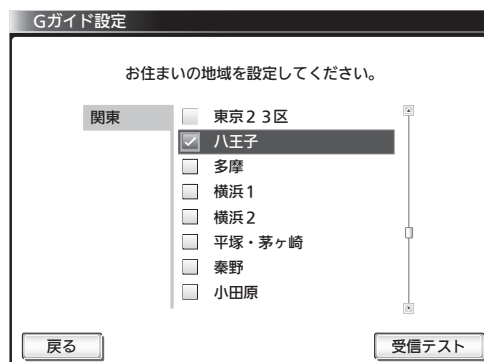 Gガイド設定
お住まいの地域を設定してください。
関東
東京23区
八王子
多摩
横浜1
横浜2
平塚・茅ヶ崎
秦野
小田原
戻る
受信テスト